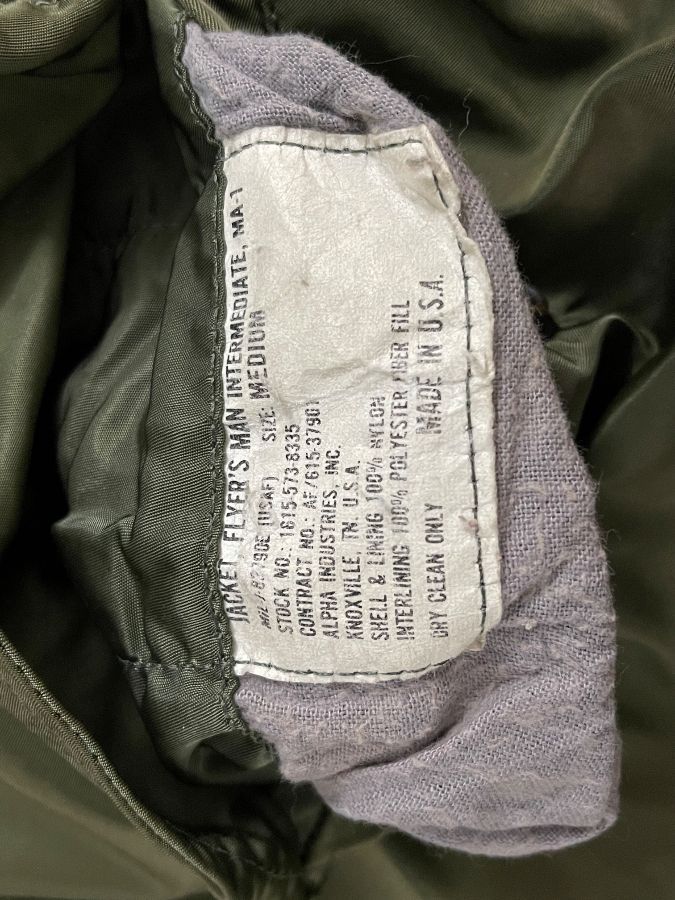 JACKET, FLYER'S MAN INTERMEDIATE, MA-1
(USAF) SIZE: MEDIUM
STOCK NO.: 1615-573-8335
CONTRACT NO.: AF/615-37901
ALPHA INDUSTRIES, INC.
KNOXVILLE, TN U.S.A.
SHELL & LINING 100% NYLON
INTERLINING 100% POLYESTER FIBER FILL
DRY CLEAN ONLY MADE IN U.S.A.